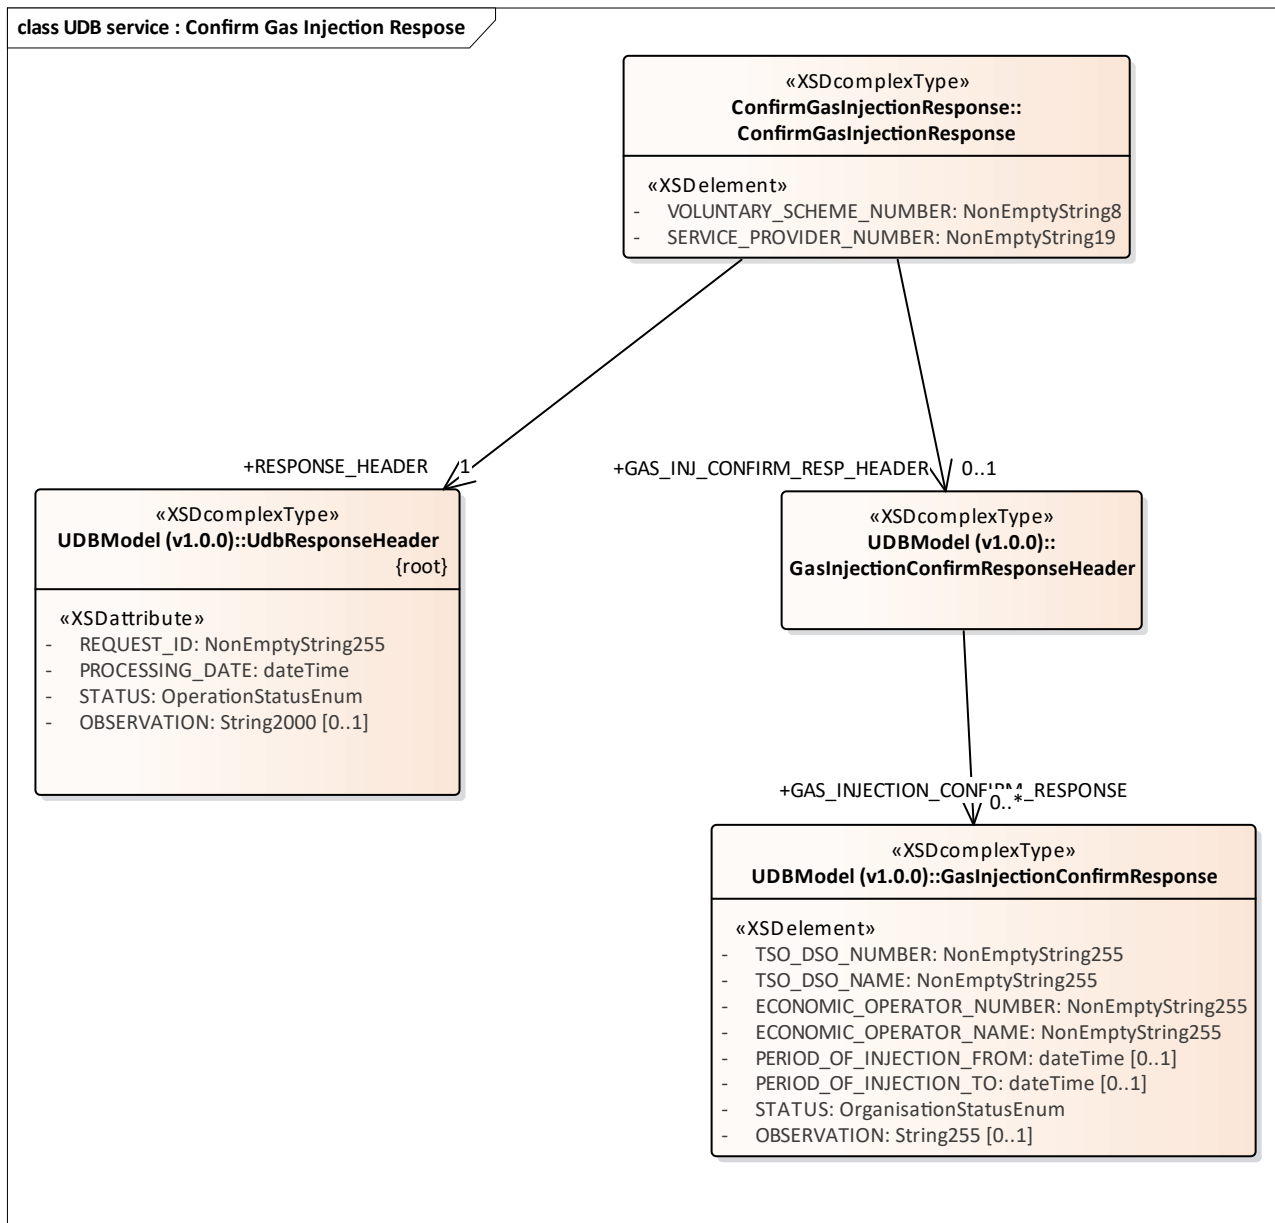 class UDB service : Confirm Gas Injection Respose
«XSDcomplexType»
ConfirmGasInjectionResponse::
ConfirmGasInjectionResponse
«XSDelement»
- VOLUNTARY_SCHEME_NUMBER: NonEmptyString8
- SERVICE_PROVIDER_NUMBER: NonEmptyString19
+RESPONSE_HEADER 1
+GAS_INJ_CONFIRM_RESP_HEADER 0..1
«XSDcomplexType»
UDBModel (v1.0.0)::UdbResponseHeader
{root}
«XSDattribute»
- REQUEST_ID: NonEmptyString255
- PROCESSING_DATE: dateTime
- STATUS: OperationStatusEnum
- OBSERVATION: String2000 [0..1]
«XSDcomplexType»
UDBModel (v1.0.0)::
GasInjectionConfirmResponseHeader
+GAS_INJECTION_CONFIRM_RESPONSE
0..*
«XSDcomplexType»
UDBModel (v1.0.0)::GasInjectionConfirmResponse
«XSDelement»
- TSO_DSO_NUMBER: NonEmptyString255
- TSO_DSO_NAME: NonEmptyString255
- ECONOMIC_OPERATOR_NUMBER: NonEmptyString255
- ECONOMIC_OPERATOR_NAME: NonEmptyString255
- PERIOD_OF_INJECTION_FROM: dateTime [0..1]
- PERIOD_OF_INJECTION_TO: dateTime [0..1]
- STATUS: OrganisationStatusEnum
- OBSERVATION: String255 [0..1]